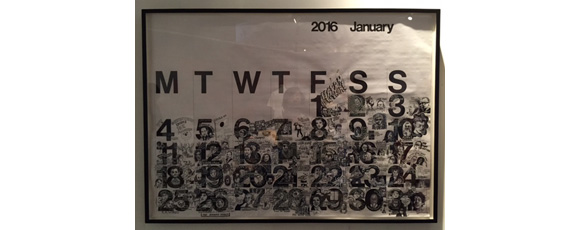 2016 January
M T W T F S S
1 2 3
4 5 6 7 8 9 10
11 12 13 14 15 16 17
18 19 20 21 22 23 24
25 26 27 28 29 30 31